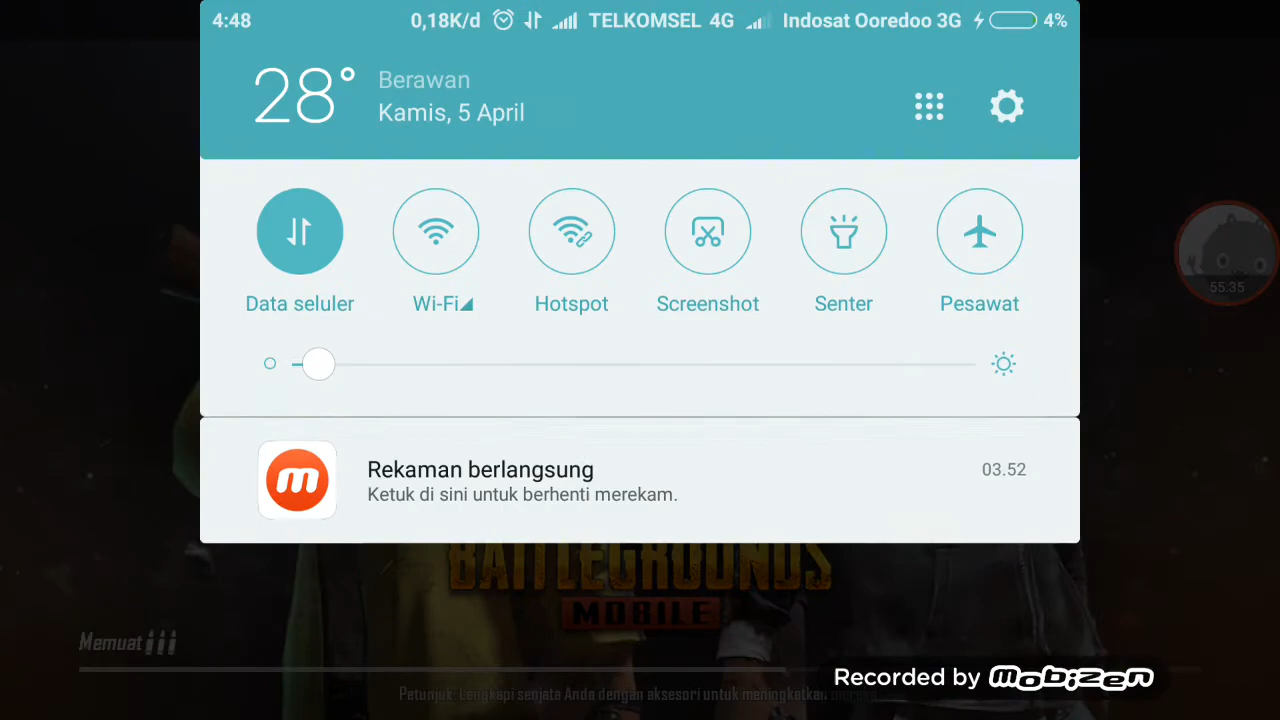 4:48 0,18K/d TELKOMSEL 4G Indosat Ooredoo 3G 4%
28° Berawan
Kamis, 5 April
Data seluler Wi-Fi Hotspot Screenshot Senter Pesawat
55:35
m Rekaman berlangsung 03.52
Ketuk di sini untuk berhenti merekam.
BATTLEGROUNDS
MOBILE
Memuat
Recorded by mobizen
Petunjuk: Lengkapi senjata Anda dengan aksesori untuk meningkatkan